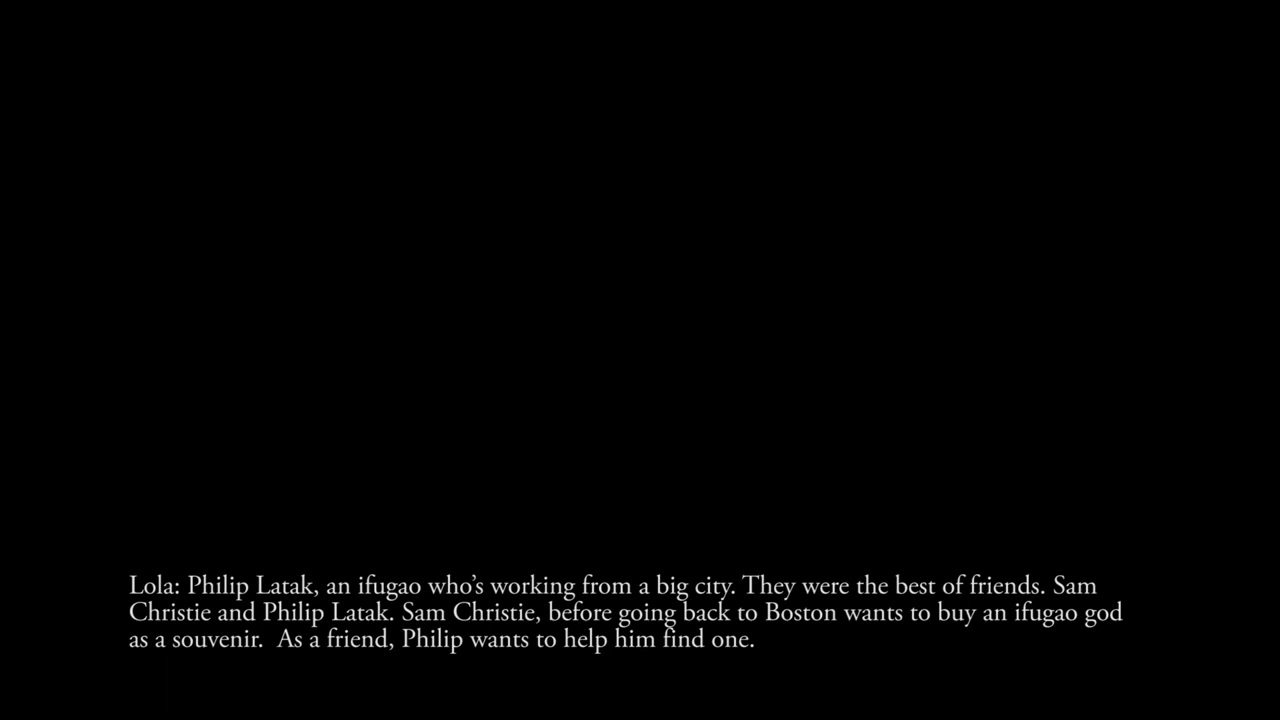 Lola: Philip Latak, an ifugao who’s working from a big city. They were the best of friends. Sam
Christie and Philip Latak. Sam Christie, before going back to Boston wants to buy an ifugao god
as a souvenir.  As a friend, Philip wants to help him find one.